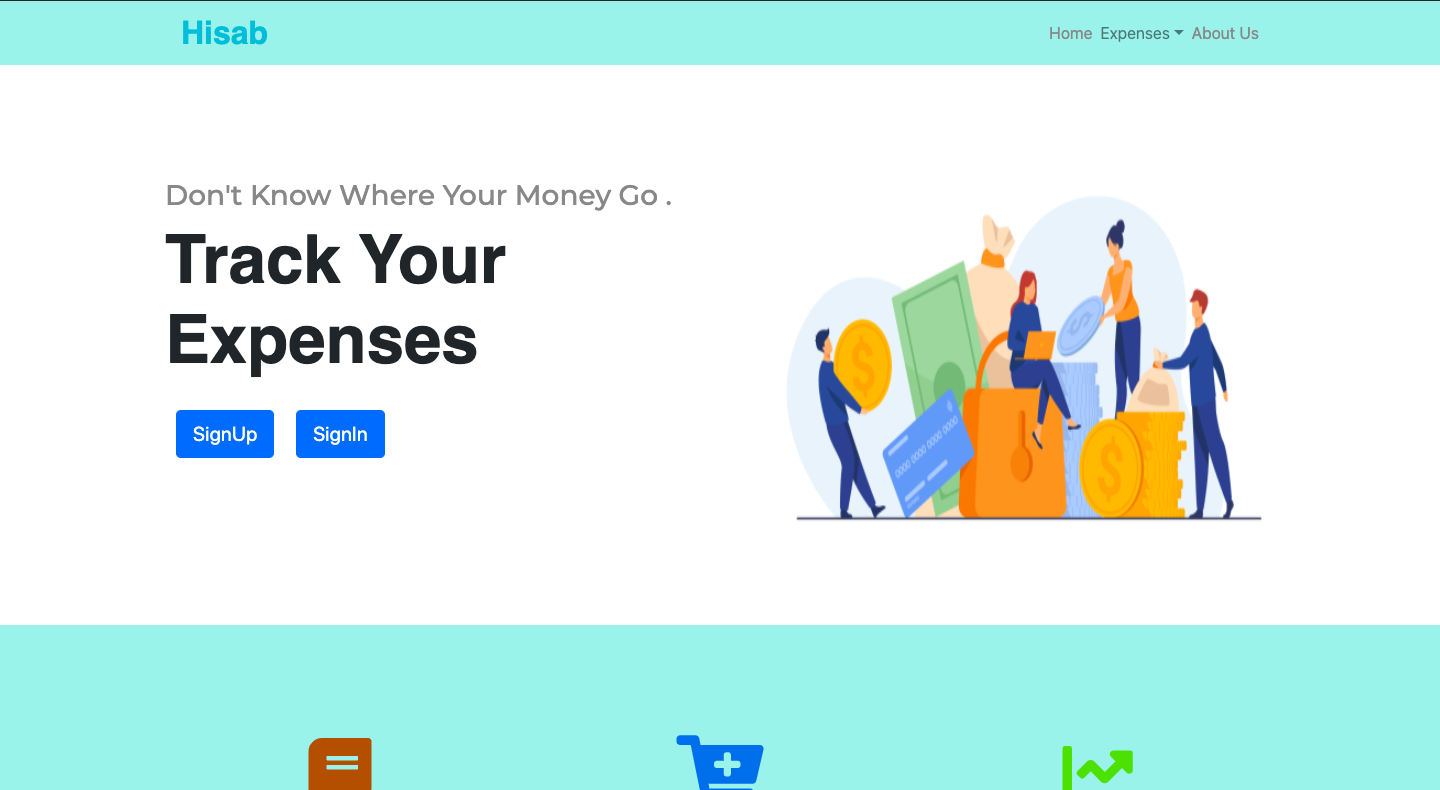 Hisab
Home Expenses About Us
Don't Know Where Your Money Go .
Track Your
Expenses
SignUp SignIn
$
$
$
0000 0000 0000 0000